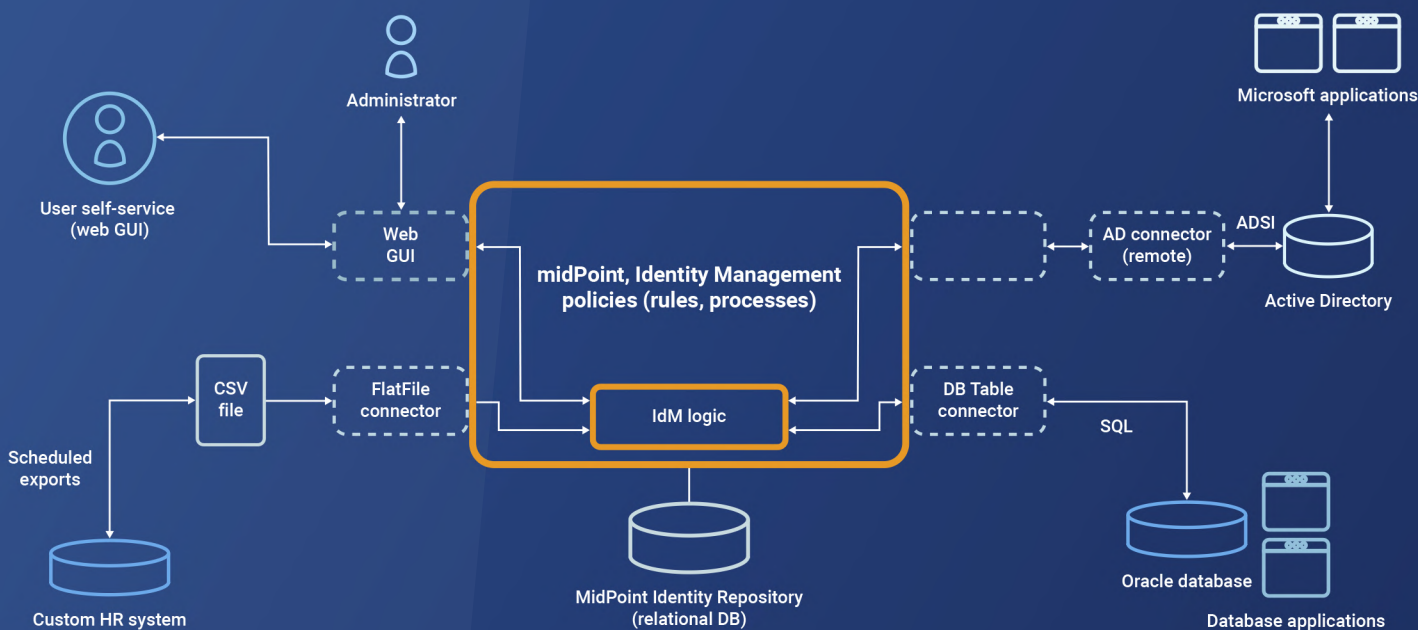 Administrator
Microsoft applications
User self-service
(web GUI)
Web
GUI
midPoint, Identity Management
policies (rules, processes)
AD connector
(remote)
ADSI
Active Directory
CSV
file
FlatFile
connector
IdM logic
DB Table
connector
SQL
Scheduled
exports
Custom HR system
MidPoint Identity Repository
(relational DB)
Oracle database
Database applications